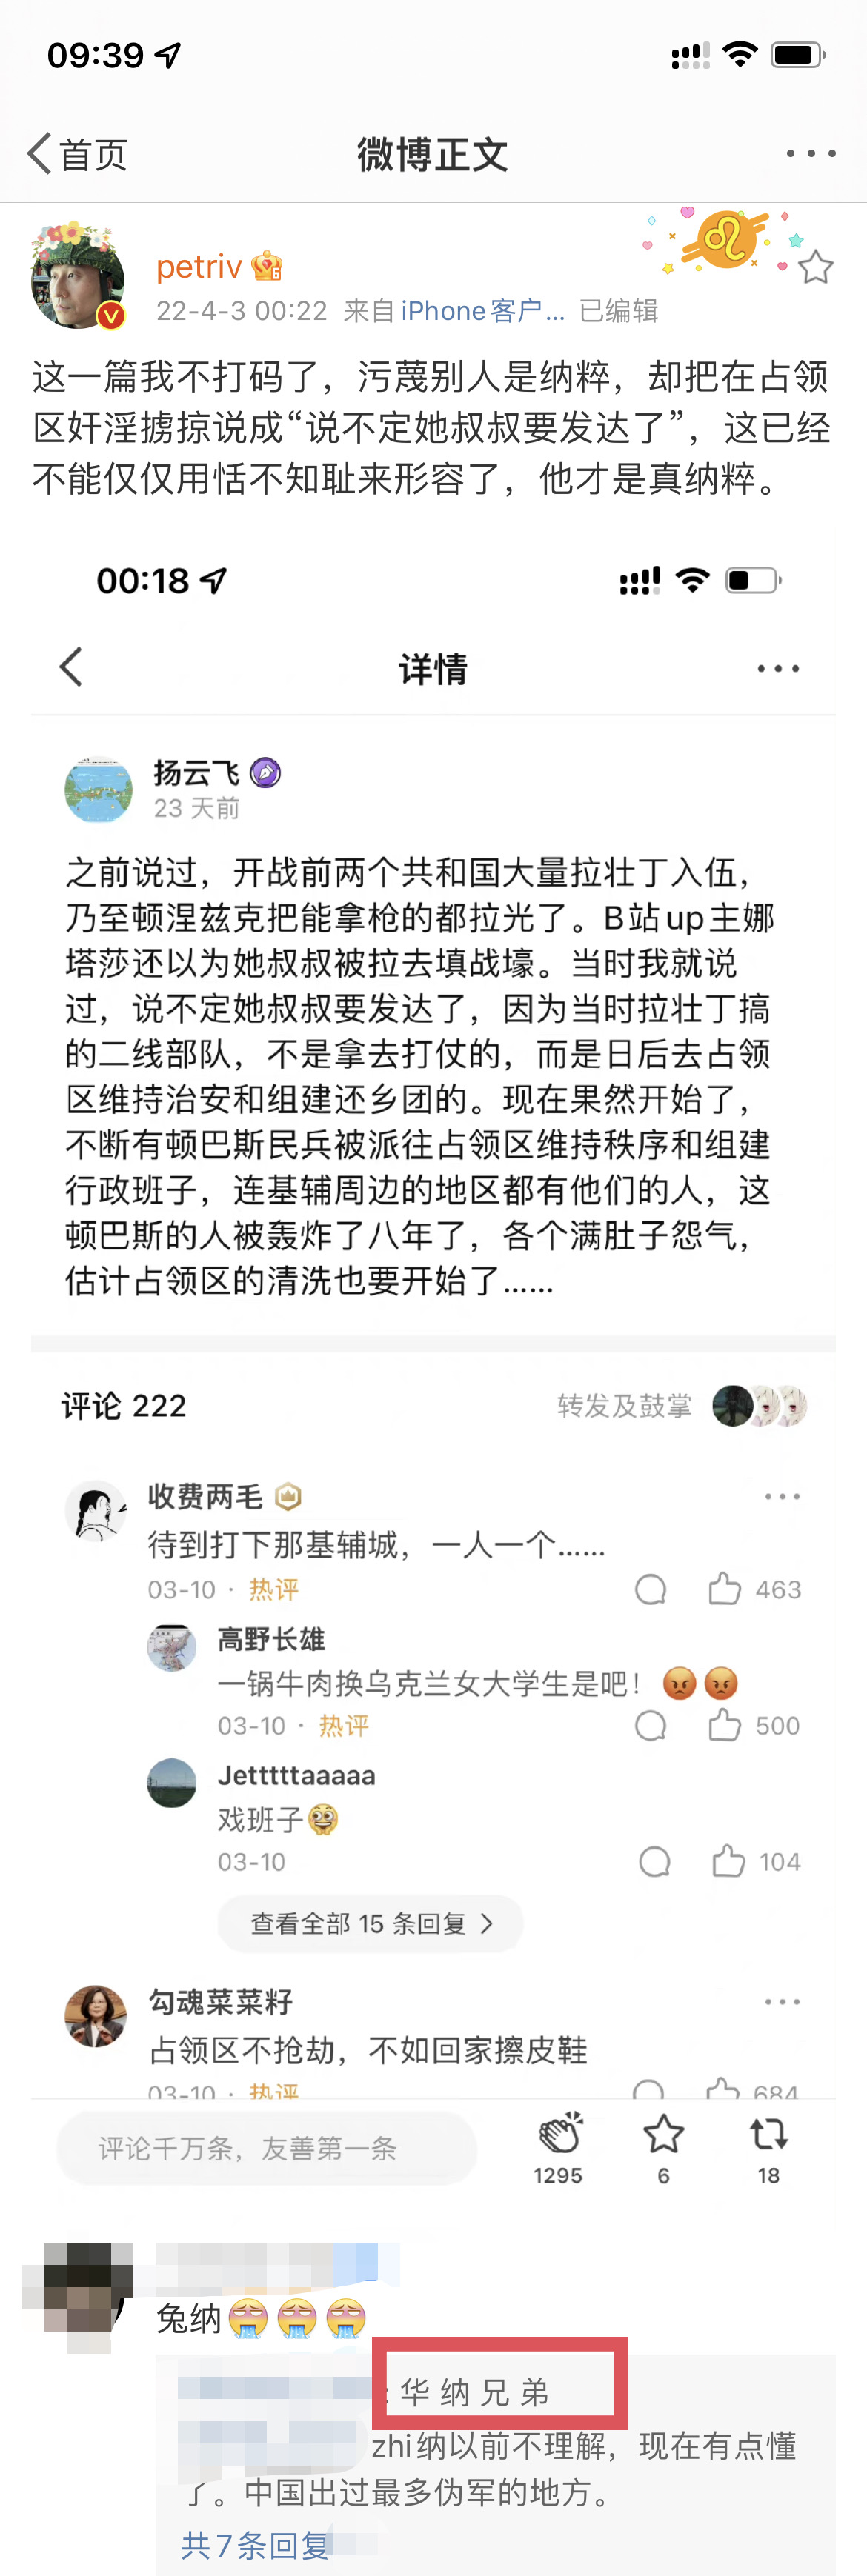 09:39
首页
微博正文
petriv
22-4-3 00:22 来自 iPhone客户... 已编辑
这一篇我不打码了，污蔑别人是纳粹，却把在占领
区奸淫掳掠说成“说不定她叔叔要发达了”，这已经
不能仅仅用恬不知耻来形容了，他才是真纳粹。
00:18
详情
扬云飞
23 天前
之前说过，开战前两个共和国大量拉壮丁入伍，
乃至顿涅兹克把能拿枪的都拉光了。B站up主娜
塔莎还以为她叔叔被拉去填战壕。当时我就说
过，说不定她叔叔要发达了，因为当时拉壮丁搞
的二线部队，不是拿去打仗的，而是日后去占领
区维持治安和组建还乡团的。现在果然开始了，
不断有顿巴斯民兵被派往占领区维持秩序和组建
行政班子，连基辅周边的地区都有他们的人，这
顿巴斯的人被轰炸了八年了，各个满肚子怨气，
估计占领区的清洗也要开始了......
评论 222
转发及鼓掌
收费两毛
待到打下那基辅城，一人一个......
03-10 · 热评
463
高野长雄
一锅牛肉换乌克兰女大学生是吧！
03-10 · 热评
500
Jetttttaaaaa
戏班子
03-10
104
查看全部 15 条回复 >
勾魂菜菜籽
占领区不抢劫，不如回家擦皮鞋
03-10 · 热评
684
评论千万条，友善第一条
1295
6
18
兔纳
: 华纳兄弟
zhi纳以前不理解，现在有点懂
了。中国出过最多伪军的地方。
共7条回复